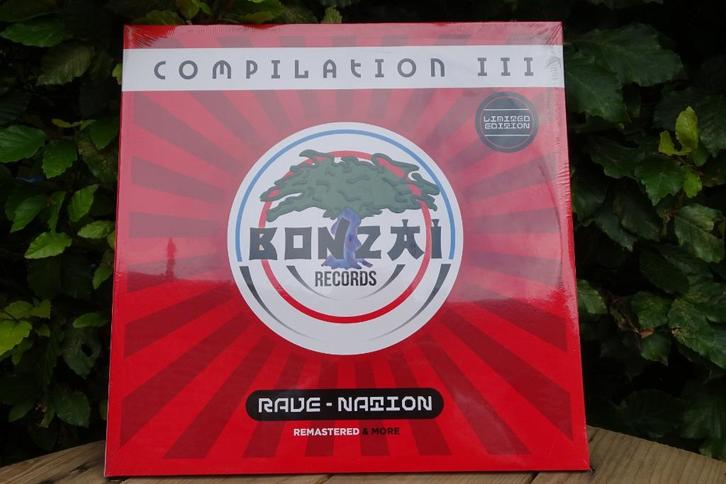 COMPILATION III
LIMITED
EDITION
BONZAI
RECORDS
RAVE - NATION
REMASTERED & MORE